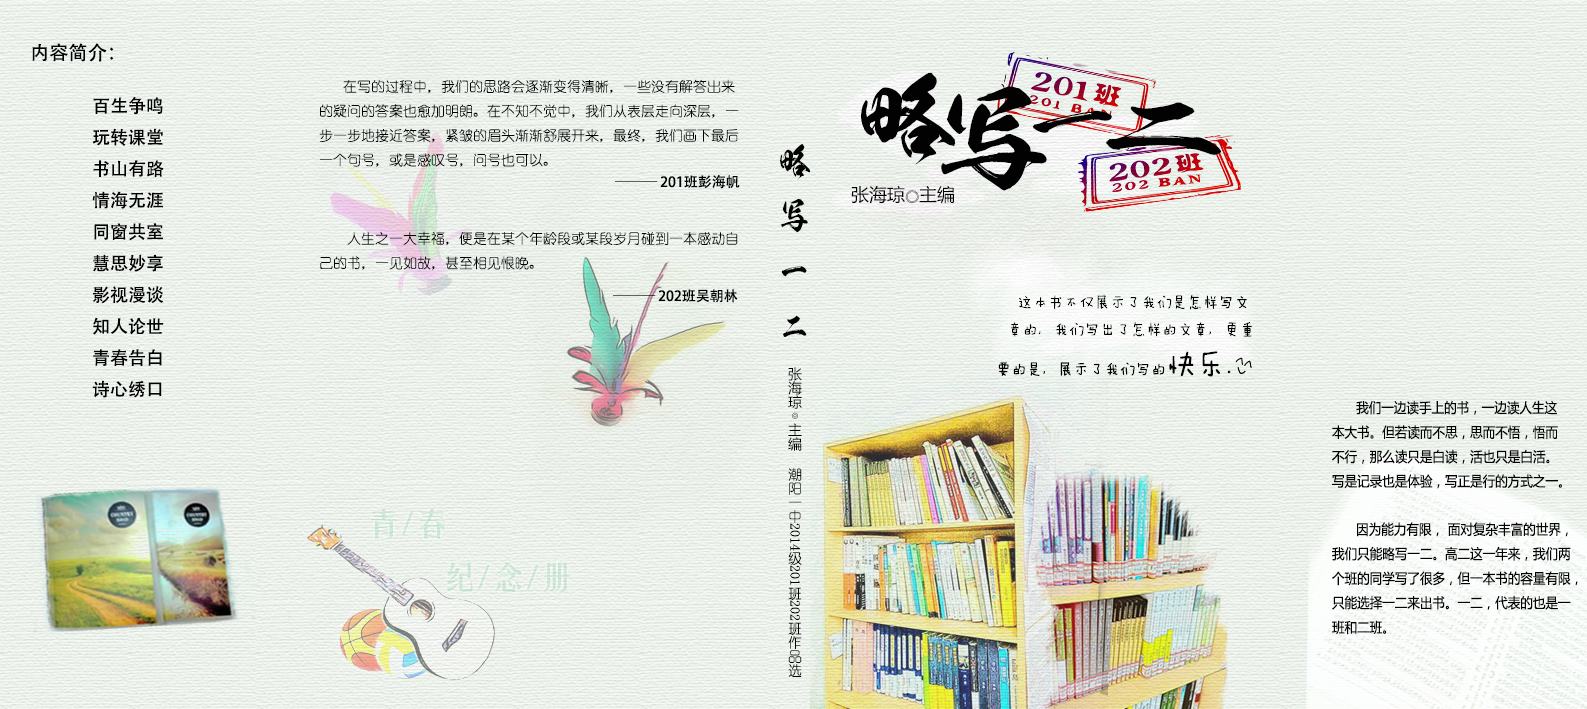 内容简介：
百生争鸣
玩转课堂
书山有路
情海无涯
同窗共室
慧思妙享
影视漫谈
知人论世
青春告白
诗心绣口
在写的过程中，我们的思路会逐渐变得清晰，一些没有解答出来
的疑问的答案也愈加明朗。在不知不觉中，我们从表层走向深层，一
步一步地接近答案，紧皱的眉头渐渐舒展开来，最终，我们画下最后
一个句号，或是感叹号，问号也可以。
——201班彭海帆
人生之一大幸福，便是在某个年龄段或某段岁月碰到一本感动自
己的书，一见如故，甚至相见恨晚。
——202班吴朝林
青/春
纪/念/册
略写一二
张海琼◎主编 潮阳一中2014级201班202班作品选
略写一二
201班
201 BAN
202班
202 BAN
张海琼◎主编
这本书不仅展示了我们是怎样写文
章的，我们写出了怎样的文章，更重
要的是，展示了我们写的快乐.
我们一边读手上的书，一边读人生这
本大书。但若读而不思，思而不悟，悟而
不行，那么读只是白读，活也只是白活。
写是记录也是体验，写正是行的方式之一。
因为能力有限， 面对复杂丰富的世界，
我们只能略写一二。高二这一年来，我们两
个班的同学写了很多，但一本书的容量有限，
只能选择一二来出书。一二，代表的也是一
班和二班。